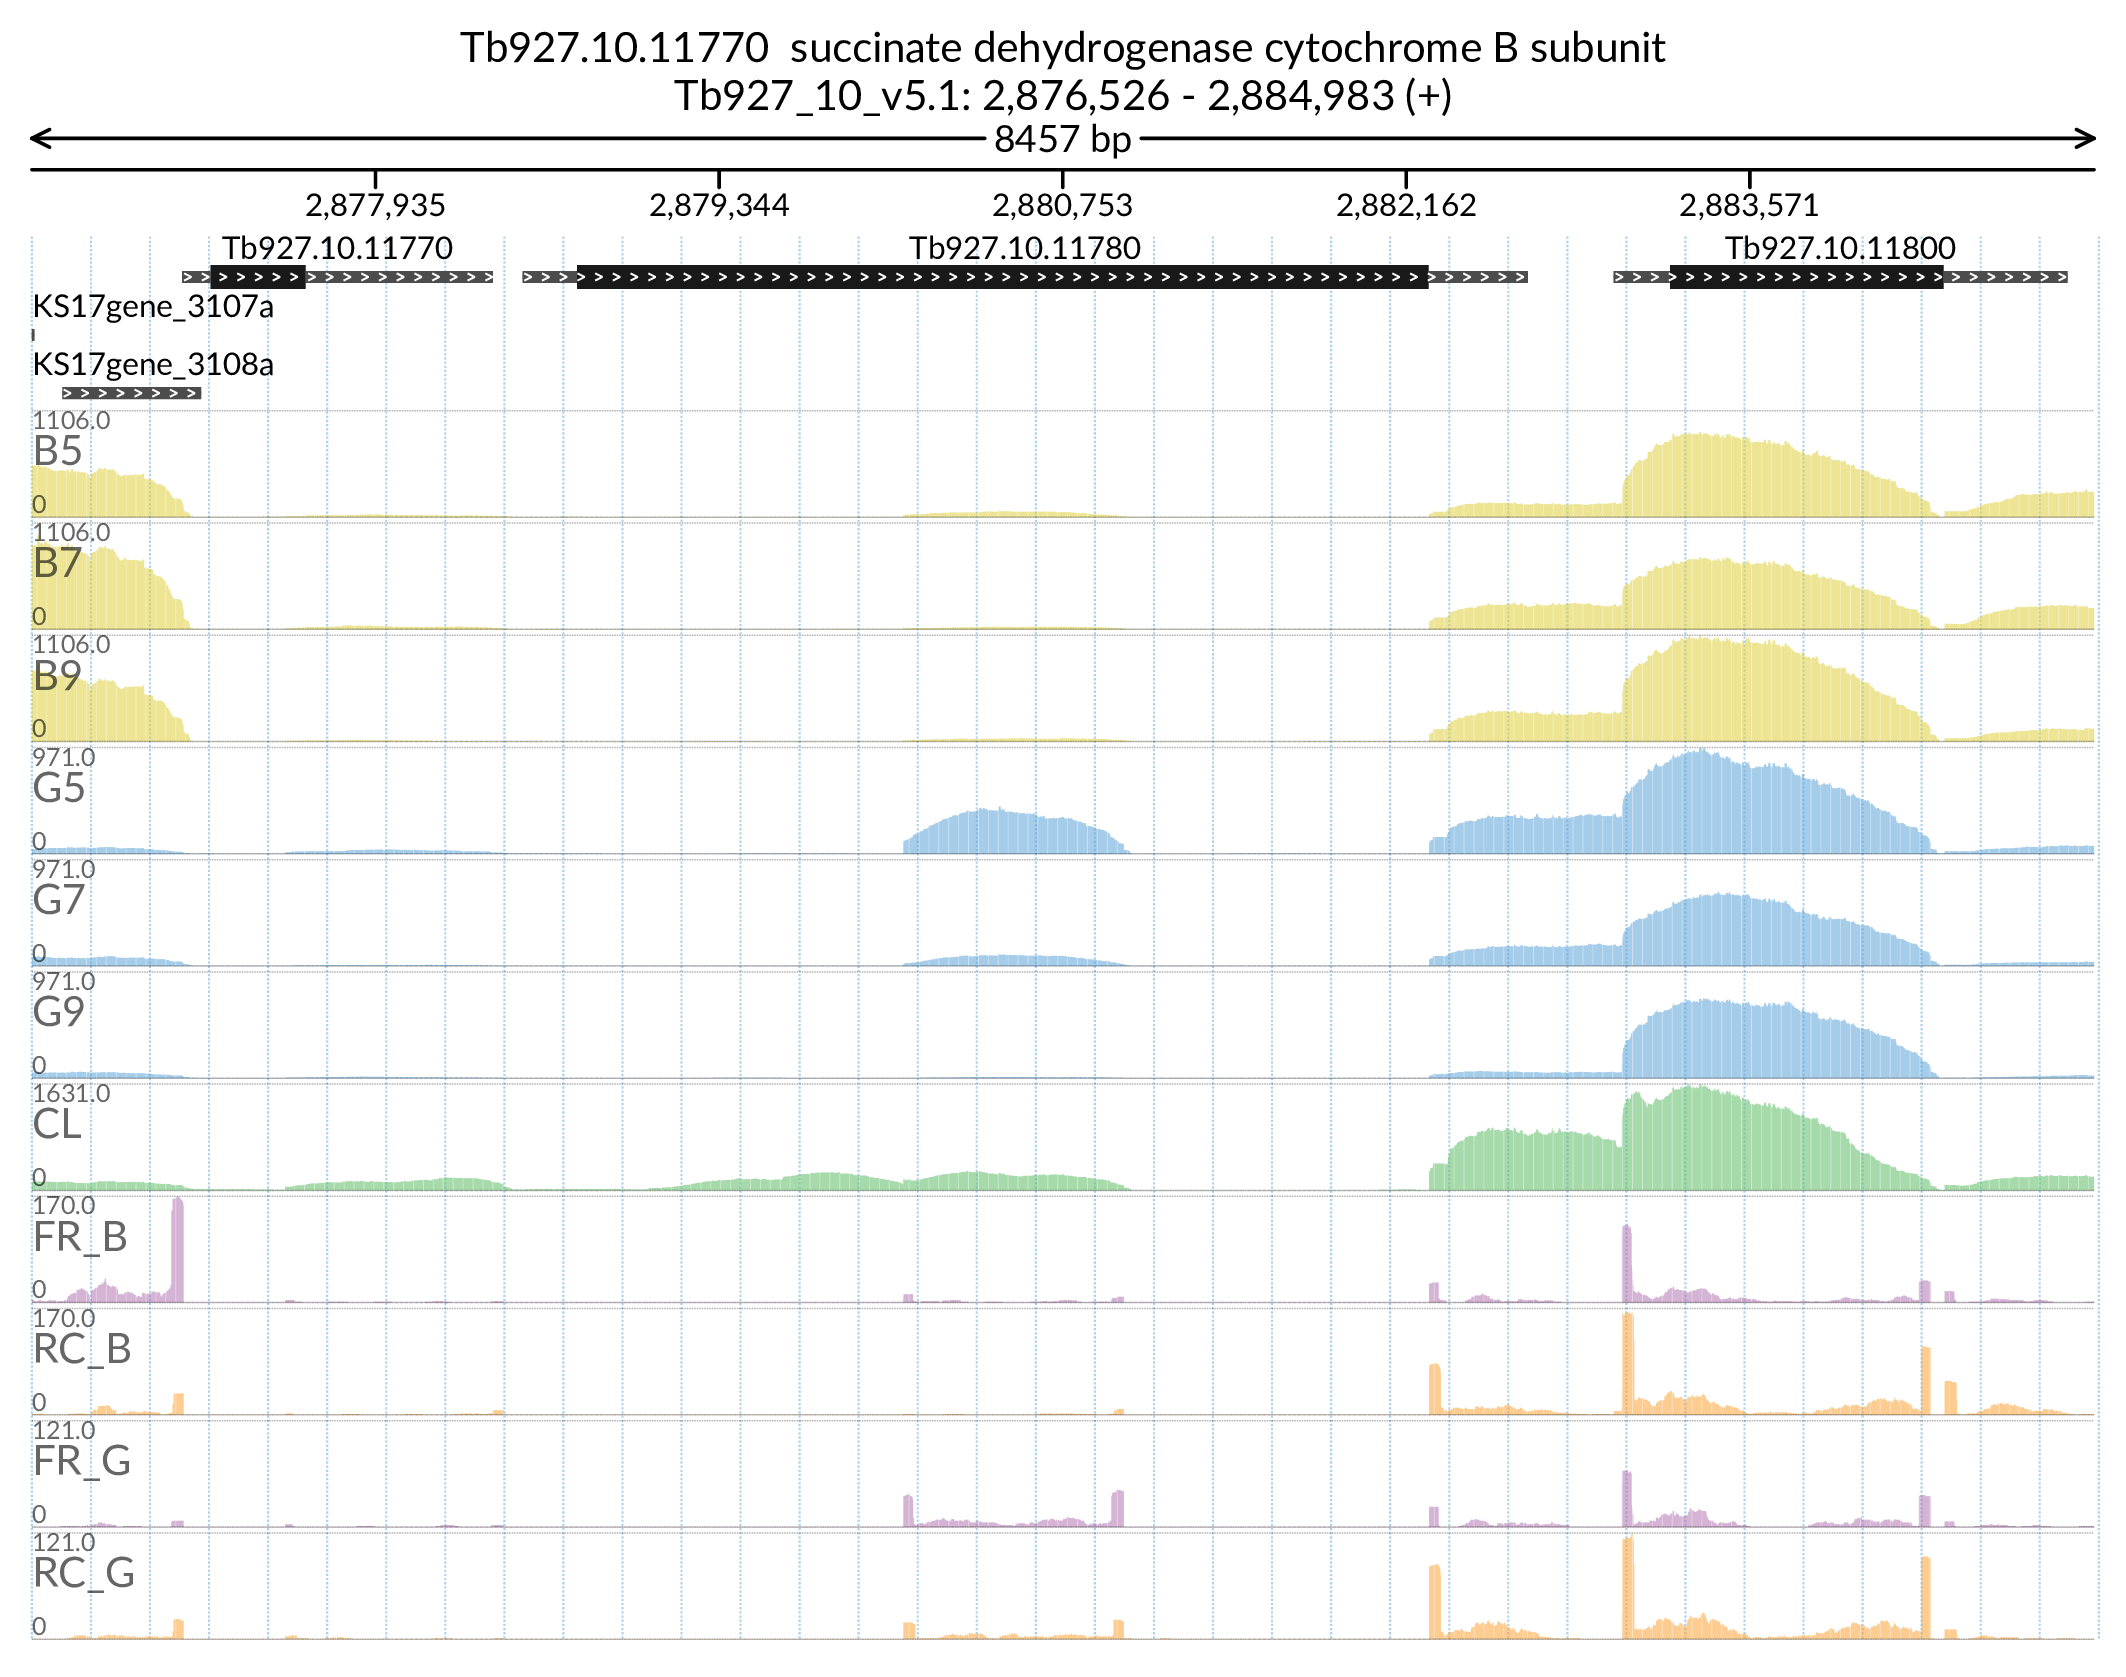 Tb927.10.11770  succinate dehydrogenase cytochrome B subunit
Tb927_10_v5.1: 2,876,526 - 2,884,983 (+)
8457 bp
2,877,935 2,879,344 2,880,753 2,882,162 2,883,571
Tb927.10.11770 Tb927.10.11780 Tb927.10.11800
KS17gene_3107a
KS17gene_3108a
1106.0
B5
0
1106.0
B7
0
1106.0
B9
0
971.0
G5
0
971.0
G7
0
971.0
G9
0
1631.0
CL
0
170.0
FR_B
0
170.0
RC_B
0
121.0
FR_G
0
121.0
RC_G
0